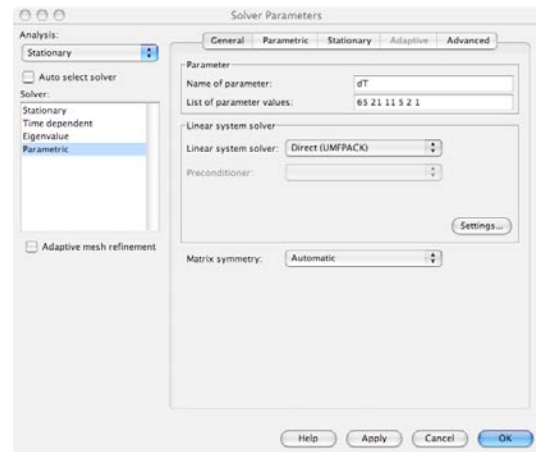 Solver Parameters
Analysis:
Stationary
Auto select solver
Solver:
Stationary
Time dependent
Eigenvalue
Parametric
Adaptive mesh refinement
General Parametric Stationary Adaptive Advanced
Parameter
Name of parameter: dT
List of parameter values: 65 21 11 5 2 1
Linear system solver
Linear system solver: Direct (UMFPACK)
Preconditioner:
Settings...
Matrix symmetry: Automatic
Help Apply Cancel OK